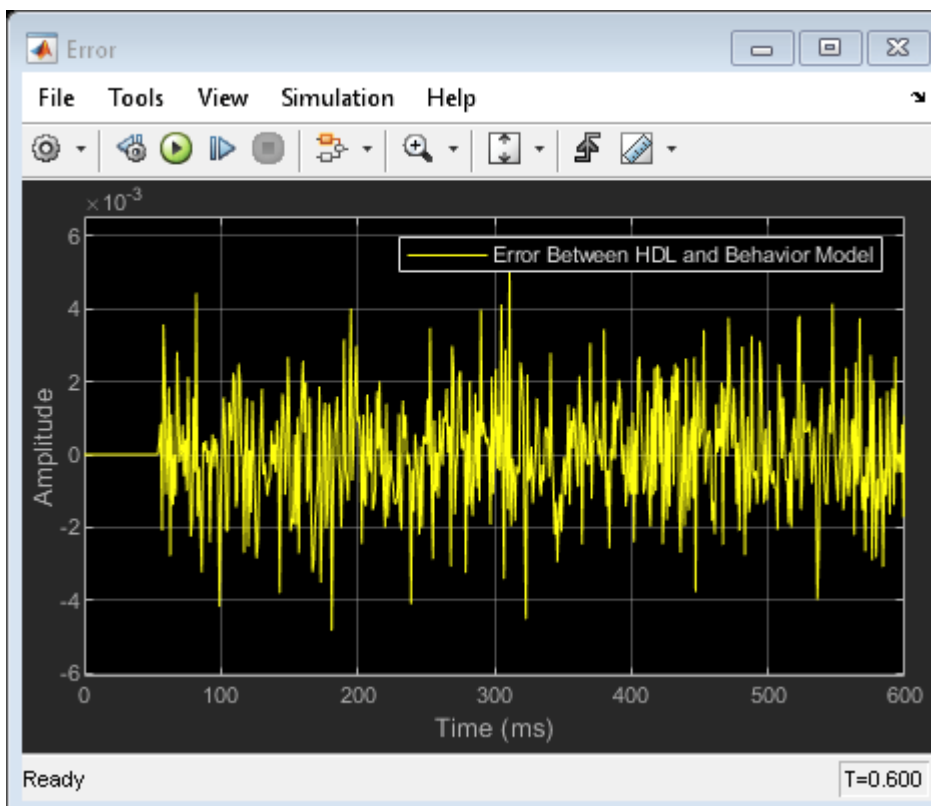 Error
File Tools View Simulation Help
×10-3
6
Error Between HDL and Behavior Model
4
2
0
-2
-4
-6
Amplitude
0 100 200 300 400 500 600
Time (ms)
Ready T=0.600